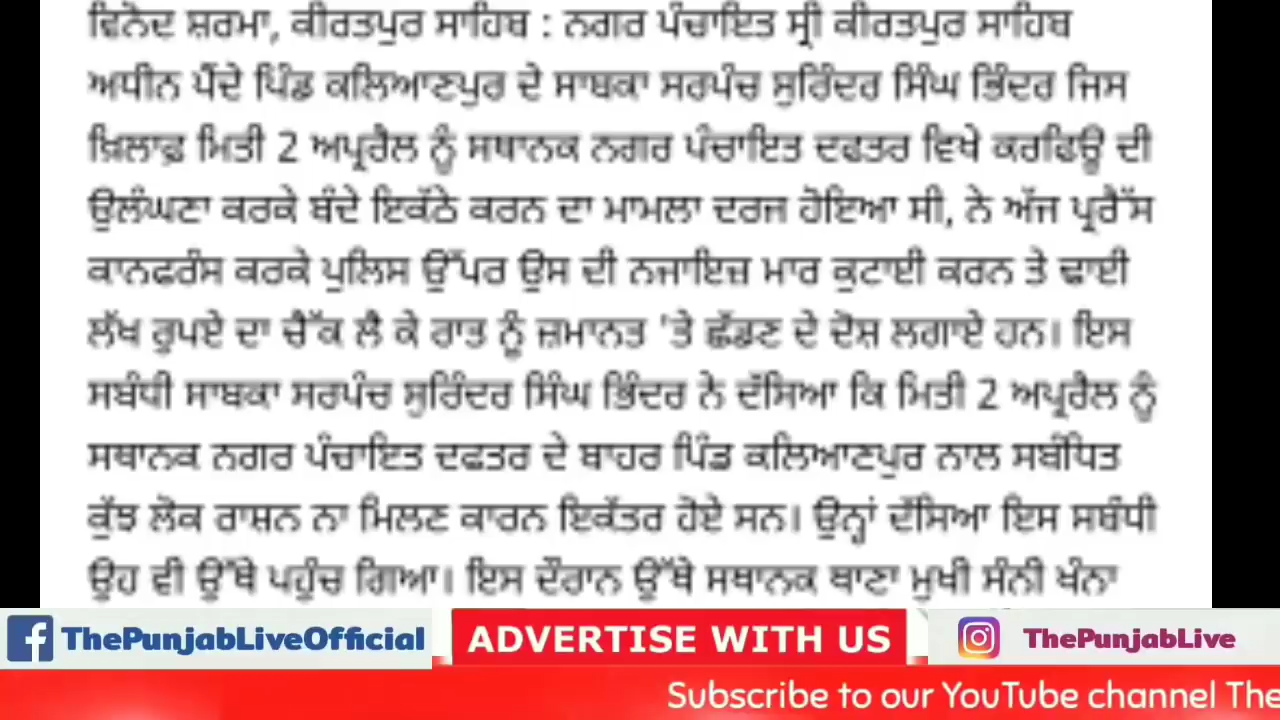 ਵਿਨੋਦ ਸ਼ਰਮਾ, ਕੀਰਤਪੁਰ ਸਾਹਿਬ : ਨਗਰ ਪੰਚਾਇਤ ਸ੍ਰੀ ਕੀਰਤਪੁਰ ਸਾਹਿਬ
ਅਧੀਨ ਪੈਂਦੇ ਪਿੰਡ ਕਲਿਆਣਪੁਰ ਦੇ ਸਾਬਕਾ ਸਰਪੰਚ ਸੁਰਿੰਦਰ ਸਿੰਘ ਭਿੰਦਰ ਜਿਸ
ਖ਼ਿਲਾਫ਼ ਮਿਤੀ 2 ਅਪ੍ਰੈਲ ਨੂੰ ਸਥਾਨਕ ਨਗਰ ਪੰਚਾਇਤ ਦਫਤਰ ਵਿਖੇ ਕਰਫਿਊ ਦੀ
ਉਲੰਘਣਾ ਕਰਕੇ ਬੰਦੇ ਇਕੱਠੇ ਕਰਨ ਦਾ ਮਾਮਲਾ ਦਰਜ ਹੋਇਆ ਸੀ, ਨੇ ਅੱਜ ਪ੍ਰੈੱਸ
ਕਾਨਫਰੰਸ ਕਰਕੇ ਪੁਲਿਸ ਉੱਪਰ ਉਸ ਦੀ ਨਜਾਇਜ਼ ਮਾਰ ਕੁਟਾਈ ਕਰਨ ਤੇ ਢਾਈ
ਲੱਖ ਰੁਪਏ ਦਾ ਚੈੱਕ ਲੈ ਕੇ ਰਾਤ ਨੂੰ ਜ਼ਮਾਨਤ 'ਤੇ ਛੱਡਣ ਦੇ ਦੋਸ਼ ਲਗਾਏ ਹਨ। ਇਸ
ਸਬੰਧੀ ਸਾਬਕਾ ਸਰਪੰਚ ਸੁਰਿੰਦਰ ਸਿੰਘ ਭਿੰਦਰ ਨੇ ਦੱਸਿਆ ਕਿ ਮਿਤੀ 2 ਅਪ੍ਰੈਲ ਨੂੰ
ਸਥਾਨਕ ਨਗਰ ਪੰਚਾਇਤ ਦਫਤਰ ਦੇ ਬਾਹਰ ਪਿੰਡ ਕਲਿਆਣਪੁਰ ਨਾਲ ਸਬੰਧਿਤ
ਕੁੱਝ ਲੋਕ ਰਾਸ਼ਨ ਨਾ ਮਿਲਣ ਕਾਰਨ ਇਕੱਤਰ ਹੋਏ ਸਨ। ਉਨ੍ਹਾਂ ਦੱਸਿਆ ਇਸ ਸਬੰਧੀ
ਉਹ ਵੀ ਉੱਥੇ ਪਹੁੰਚ ਗਿਆ। ਇਸ ਦੌਰਾਨ ਉੱਥੇ ਸਥਾਨਕ ਥਾਣਾ ਮੁਖੀ ਸੰਨੀ ਖੰਨਾ
ThePunjabLiveOfficial ADVERTISE WITH US ThePunjabLive
Subscribe to our YouTube channel The